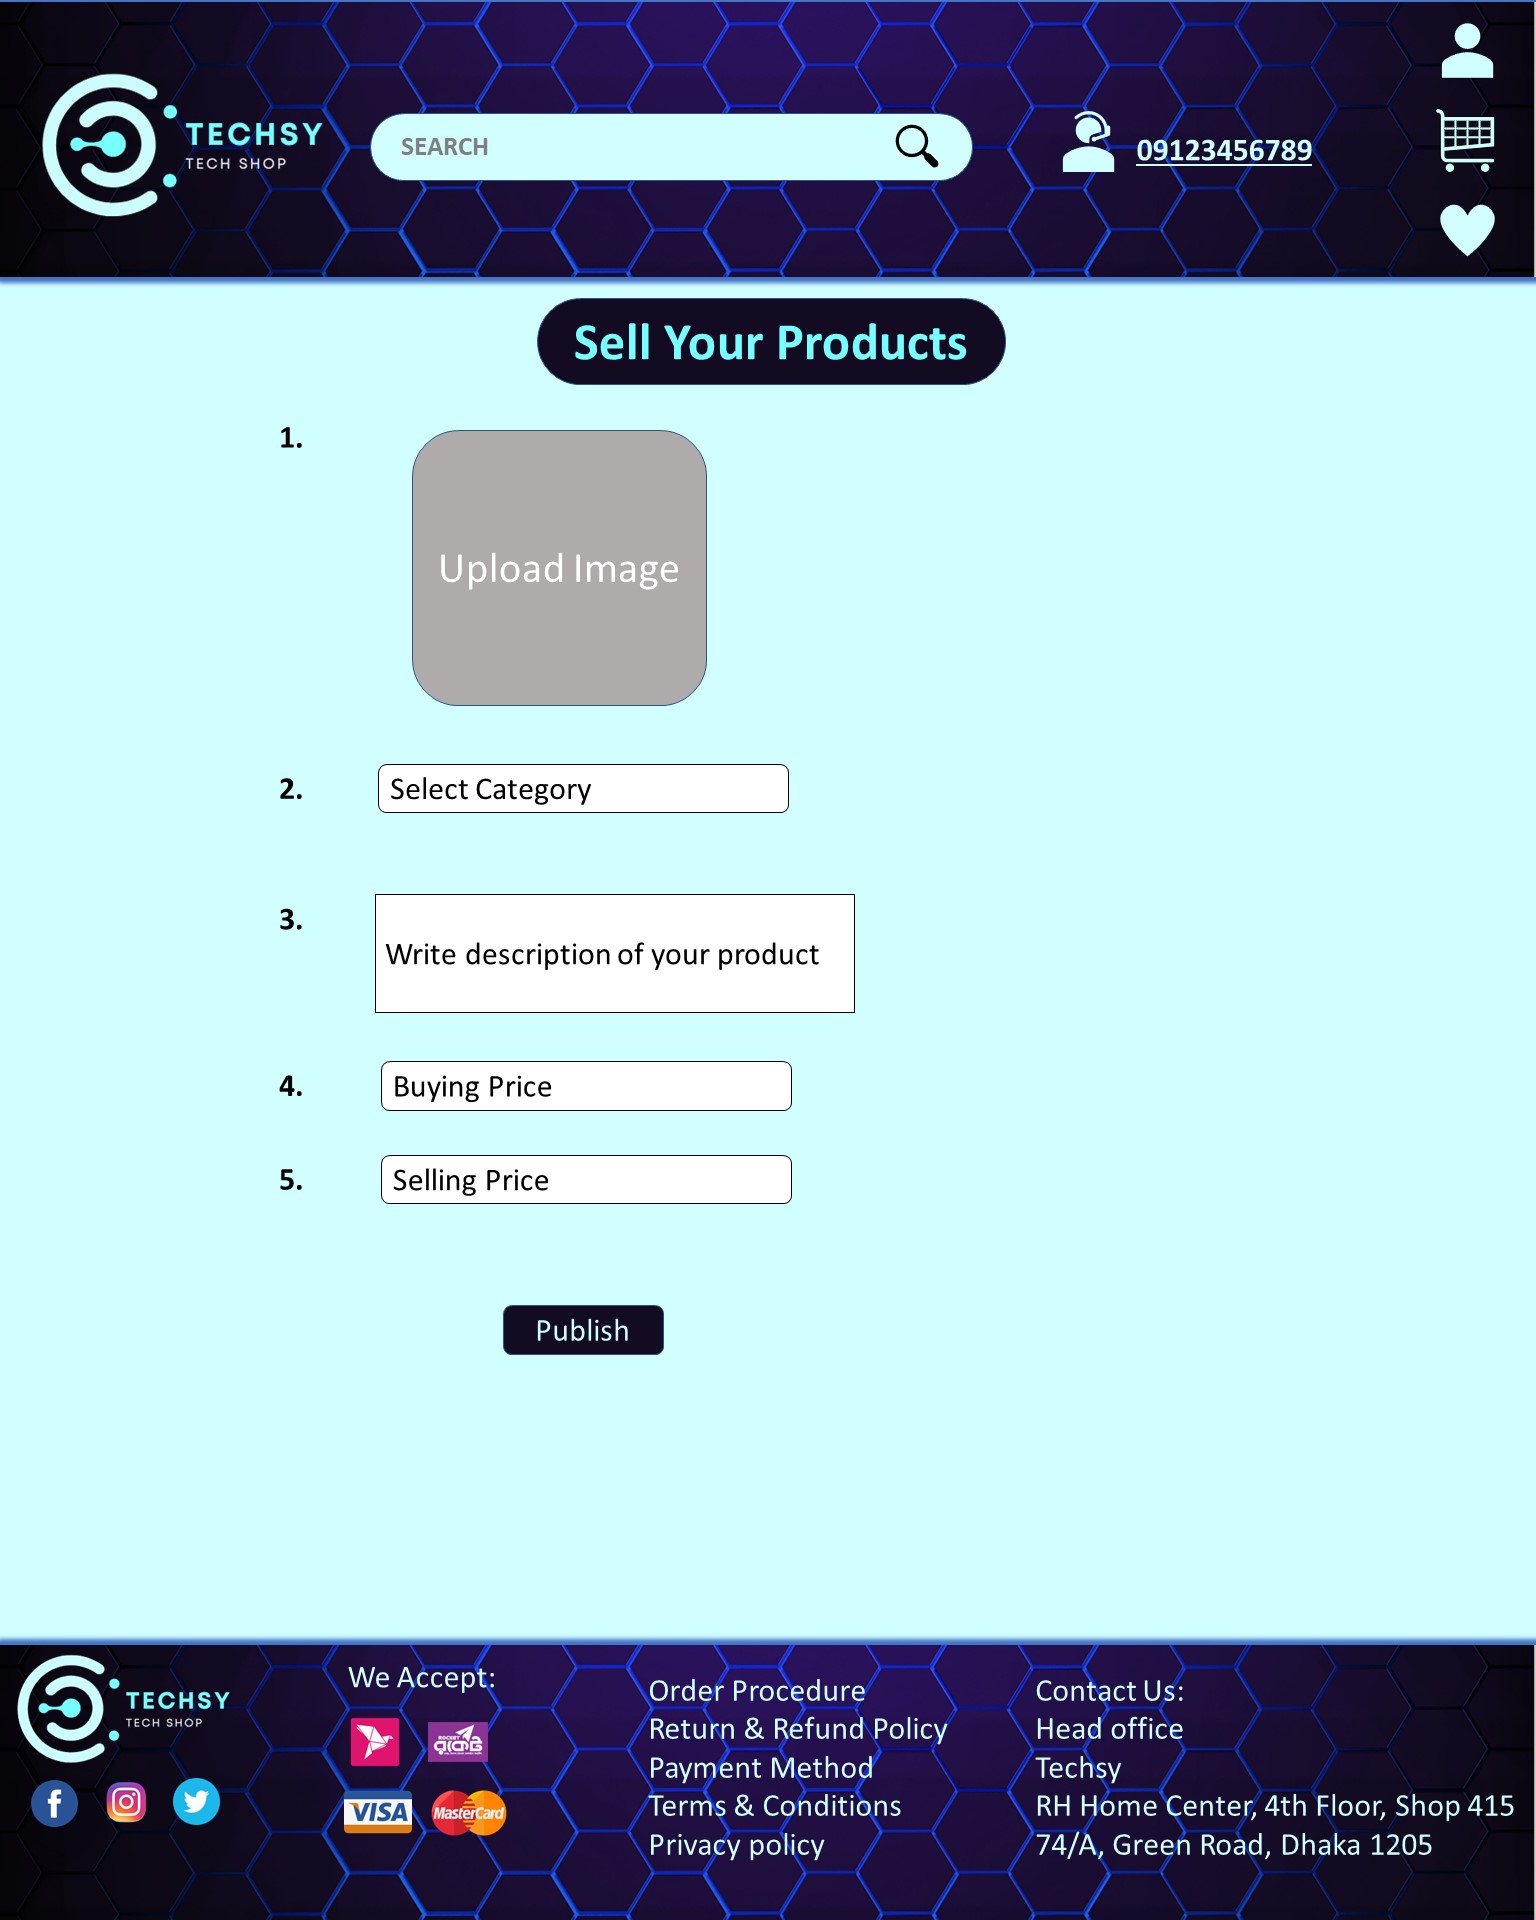 TECHSY
TECH SHOP
SEARCH
09123456789
Sell Your Products
1.
Upload Image
2.
Select Category
3.
Write description of your product
4.
Buying Price
5.
Selling Price
Publish
TECHSY
TECH SHOP
We Accept:
ROCKET
VISA
MasterCard
Order Procedure
Return & Refund Policy
Payment Method
Terms & Conditions
Privacy policy
Contact Us:
Head office
Techsy
RH Home Center, 4th Floor, Shop 415
74/A, Green Road, Dhaka 1205